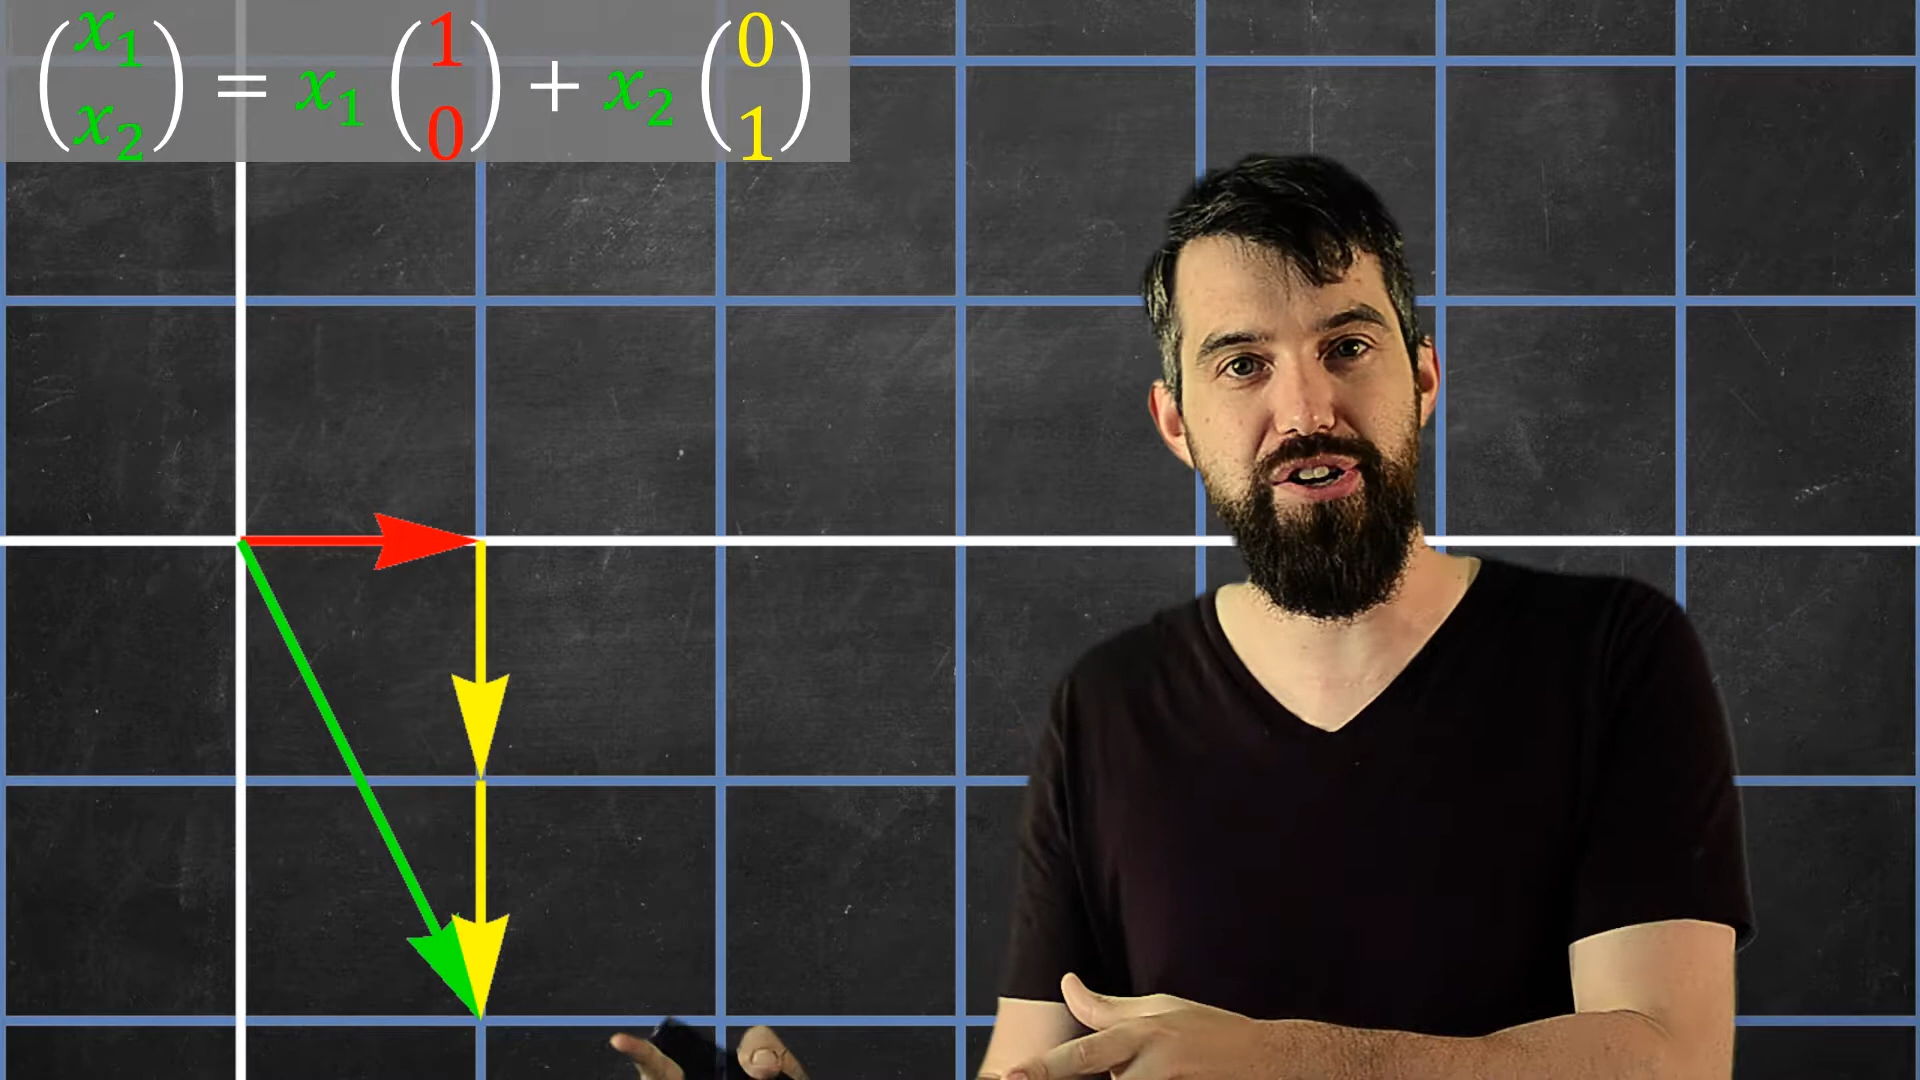 (x₁ x₂) = x₁ (1 0) + x₂ (0 1)